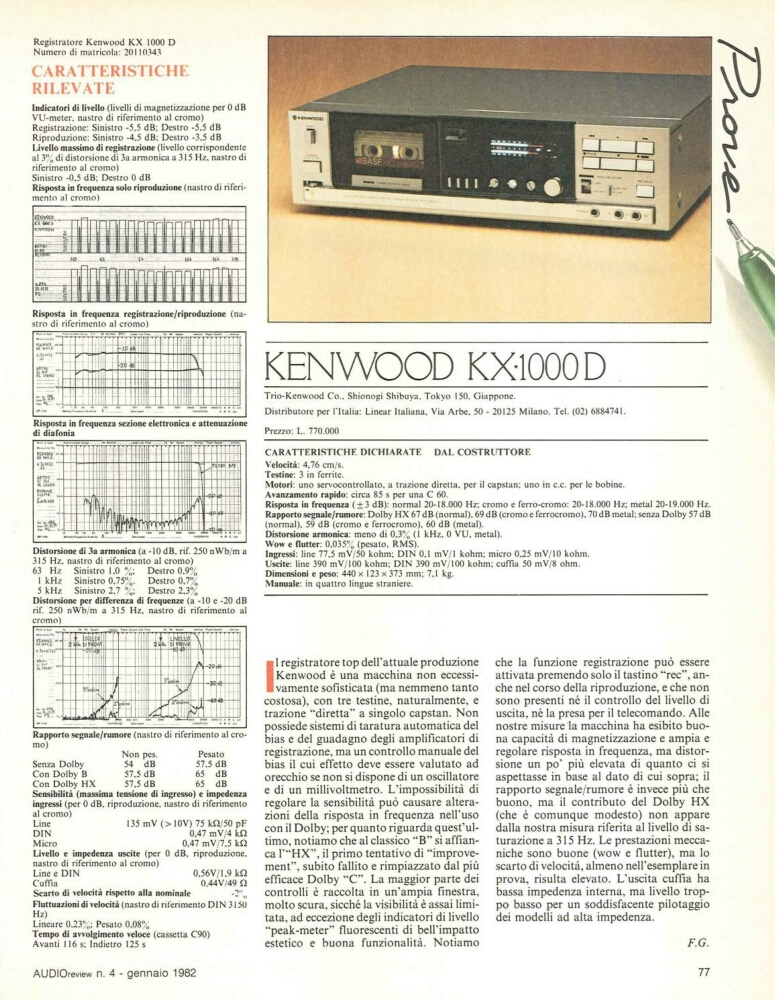 Registratore Kenwood KX 1000 D
Numero di matricola: 20110343
CARATTERISTICHE
RILEVATE
Indicatori di livello (livelli di magnetizzazione per 0 dB
VU-meter, nastro di riferimento al cromo)
Registrazione: Sinistro -5,5 dB; Destro -5,5 dB
Riproduzione: Sinistro -4,5 dB; Destro -3,5 dB
Livello massimo di registrazione (livello corrispondente
al 3% di distorsione di 3a armonica a 315 Hz, nastro di
riferimento al cromo)
Sinistro -0,5 dB; Destro 0 dB
Risposta in frequenza solo riproduzione (nastro di riferi-
mento al cromo)
Risposta in frequenza registrazione/riproduzione (na-
stro di riferimento al cromo)
-10 dB
-20 dB
Risposta in frequenza sezione elettronica e attenuazione
di diafonia
Distorsione di 3a armonica (a -10 dB, rif. 250 nWb/m a
315 Hz, nastro di riferimento al cromo)
63 Hz Sinistro 1,0 %; Destro 0,9%
1 kHz Sinistro 0,75%; Destro 0,7%
5 kHz Sinistro 2,7 %; Destro 2,3%
Distorsione per differenza di frequenze (a -10 e -20 dB
rif. 250 nWb/m a 315 Hz, nastro di riferimento al
cromo)
Rapporto segnale/rumore (nastro di riferimento al cro-
mo)
Non pes. Pesato
Senza Dolby 54 dB 57,5 dB
Con Dolby B 57,5 dB 65 dB
Con Dolby HX 57,5 dB 65 dB
Sensibilità (massima tensione di ingresso) e impedenza
ingressi (per 0 dB, riproduzione, nastro di riferimento
al cromo)
Line 135 mV (>10V) 75 kΩ/50 pF
DIN 0,47 mV/4 kΩ
Micro 0,47 mV/7,5 kΩ
Livello e impedenza uscite (per 0 dB, riproduzione,
nastro di riferimento al cromo)
Line e DIN 0,56V/1,9 kΩ
Cuffia 0,44V/49 Ω
Scarto di velocità rispetto alla nominale -2%
Fluttuazioni di velocità (nastro di riferimento DIN 3150
Hz)
Lineare 0,23%; Pesato 0,08%
Tempo di avvolgimento veloce (cassetta C90)
Avanti 116 s; Indietro 125 s
KENWOOD
BASF
Prove
KENWOOD KX·1000D
Trio-Kenwood Co., Shionogi Shibuya, Tokyo 150, Giappone.
Distributore per l'Italia: Linear Italiana, Via Arbe, 50 - 20125 Milano. Tel. (02) 6884741.
Prezzo: L. 770.000
CARATTERISTICHE DICHIARATE DAL COSTRUTTORE
Velocità: 4,76 cm/s.
Testine: 3 in ferrite.
Motori: uno servocontrollato, a trazione diretta, per il capstan; uno in c.c. per le bobine.
Avanzamento rapido: circa 85 s per una C 60.
Risposta in frequenza (±3 dB): normal 20-18.000 Hz; cromo e ferro-cromo: 20-18.000 Hz; metal 20-19.000 Hz.
Rapporto segnale/rumore: Dolby HX 67 dB (normal), 69 dB (cromo e ferrocromo), 70 dB metal; senza Dolby 57 dB
(normal), 59 dB (cromo e ferrocromo), 60 dB (metal).
Distorsione armonica: meno di 0,3% (1 kHz, 0 VU, metal).
Wow e flutter: 0,035% (pesato, RMS).
Ingressi: line 77,5 mV/50 kohm; DIN 0,1 mV/1 kohm; micro 0,25 mV/10 kohm.
Uscite: line 390 mV/100 kohm; DIN 390 mV/100 kohm; cuffia 50 mV/8 ohm.
Dimensioni e peso: 440 × 123 × 373 mm; 7,1 kg.
Manuale: in quattro lingue straniere.
Il registratore top dell'attuale produzione
Kenwood è una macchina non eccessi-
vamente sofisticata (ma nemmeno tanto
costosa), con tre testine, naturalmente, e
trazione “diretta” a singolo capstan. Non
possiede sistemi di taratura automatica del
bias e del guadagno degli amplificatori di
registrazione, ma un controllo manuale del
bias il cui effetto deve essere valutato ad
orecchio se non si dispone di un oscillatore
e di un millivoltmetro. L'impossibilità di
regolare la sensibilità può causare altera-
zioni della risposta in frequenza nell'uso
con il Dolby; per quanto riguarda quest'ul-
timo, notiamo che al classico “B” si affian-
ca l'“HX”, il primo tentativo di “improve-
ment”, subito fallito e rimpiazzato dal più
efficace Dolby “C”. La maggior parte dei
controlli è raccolta in un'ampia finestra,
molto scura, sicché la visibilità è assai limi-
tata, ad eccezione degli indicatori di livello
“peak-meter” fluorescenti di bell'impatto
estetico e buona funzionalità. Notiamo
che la funzione registrazione può essere
attivata premendo solo il tastino “rec”, an-
che nel corso della riproduzione, e che non
sono presenti né il controllo del livello di
uscita, né la presa per il telecomando. Alle
nostre misure la macchina ha esibito buo-
na capacità di magnetizzazione e ampia e
regolare risposta in frequenza, ma distor-
sione un po' più elevata di quanto ci si
aspettasse in base al dato di cui sopra; il
rapporto segnale/rumore è invece più che
buono, ma il contributo del Dolby HX
(che è comunque modesto) non appare
dalla nostra misura riferita al livello di sa-
turazione a 315 Hz. Le prestazioni mecca-
niche sono buone (wow e flutter), ma lo
scarto di velocità, almeno nell'esemplare in
prova, risulta elevato. L'uscita cuffia ha
bassa impedenza interna, ma livello trop-
po basso per un soddisfacente pilotaggio
dei modelli ad alta impedenza.
F.G.
AUDIOreview n. 4 - gennaio 1982
77